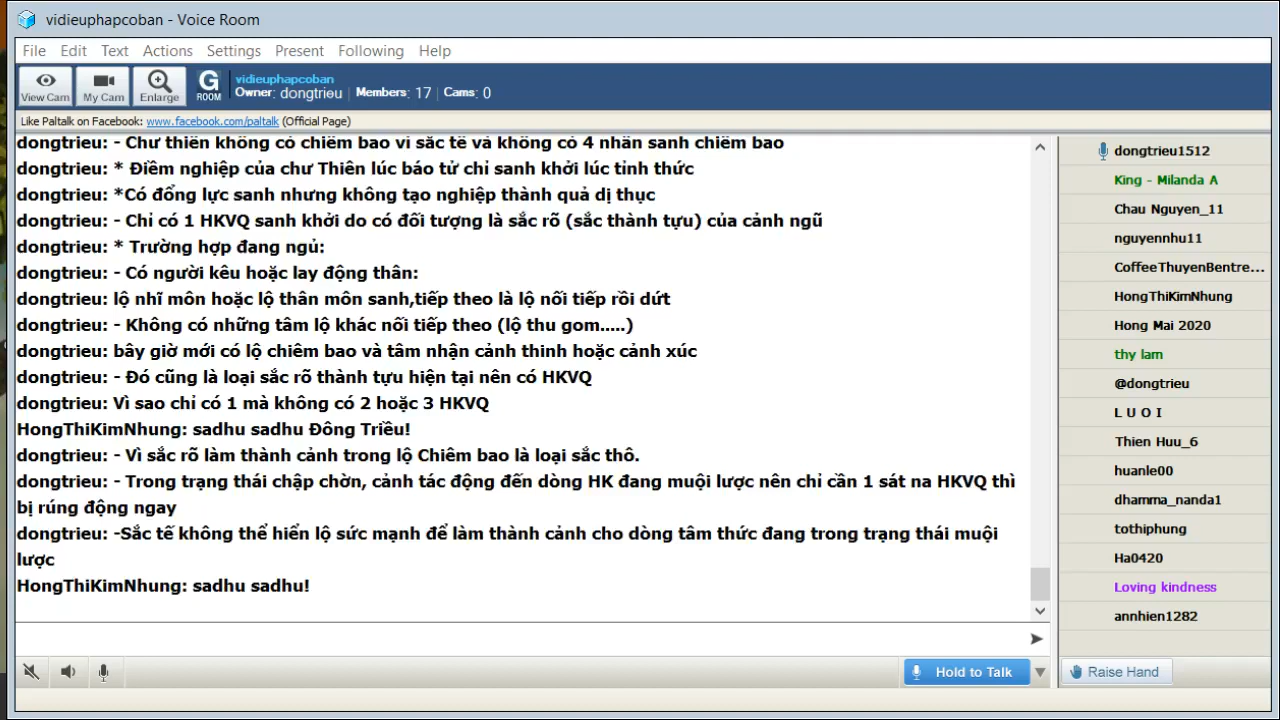 vidieuphapcoban - Voice Room
File Edit Text Actions Settings Present Following Help
View Cam My Cam Enlarge G ROOM
vidieuphapcoban
Owner: dongtrieu Members: 17 Cams: 0
Like Paltalk on Facebook: www.facebook.com/paltalk (Official Page)
dongtrieu: - Chư thiên không có chiêm bao vì sắc tế và không có 4 nhân sanh chiêm bao
dongtrieu: * Điềm nghiệp của chư Thiên lúc báo tử chỉ sanh khởi lúc tỉnh thức
dongtrieu: *Có đổng lực sanh nhưng không tạo nghiệp thành quả dị thục
dongtrieu: - Chỉ có 1 HKVQ sanh khởi do có đối tượng là sắc rõ (sắc thành tựu) của cảnh ngũ
dongtrieu: * Trường hợp đang ngủ:
dongtrieu: - Có người kêu hoặc lay động thân:
dongtrieu: lộ nhĩ môn hoặc lộ thân môn sanh,tiếp theo là lộ nối tiếp rồi dứt
dongtrieu: - Không có những tâm lộ khác nối tiếp theo (lộ thu gom.....)
dongtrieu: bây giờ mới có lộ chiêm bao và tâm nhận cảnh thinh hoặc cảnh xúc
dongtrieu: - Đó cũng là loại sắc rõ thành tựu hiện tại nên có HKVQ
dongtrieu: Vì sao chỉ có 1 mà không có 2 hoặc 3 HKVQ
HongThiKimNhung: sadhu sadhu Đông Triều!
dongtrieu: - Vì sắc rõ làm thành cảnh trong lộ Chiêm bao là loại sắc thô.
dongtrieu: - Trong trạng thái chập chờn, cảnh tác động đến dòng HK đang muội lược nên chỉ cần 1 sát na HKVQ thì
bị rúng động ngay
dongtrieu: -Sắc tế không thể hiển lộ sức mạnh để làm thành cảnh cho dòng tâm thức đang trong trạng thái muội
lược
HongThiKimNhung: sadhu sadhu!
Hold to Talk
dongtrieu1512
King - Milanda A
Chau Nguyen_11
nguyennhu11
CoffeeThuyenBentre...
HongThiKimNhung
Hong Mai 2020
thy lam
@dongtrieu
L U O I
Thien Huu_6
huanle00
dhamma_nanda1
tothiphung
Ha0420
Loving kindness
annhien1282
Raise Hand